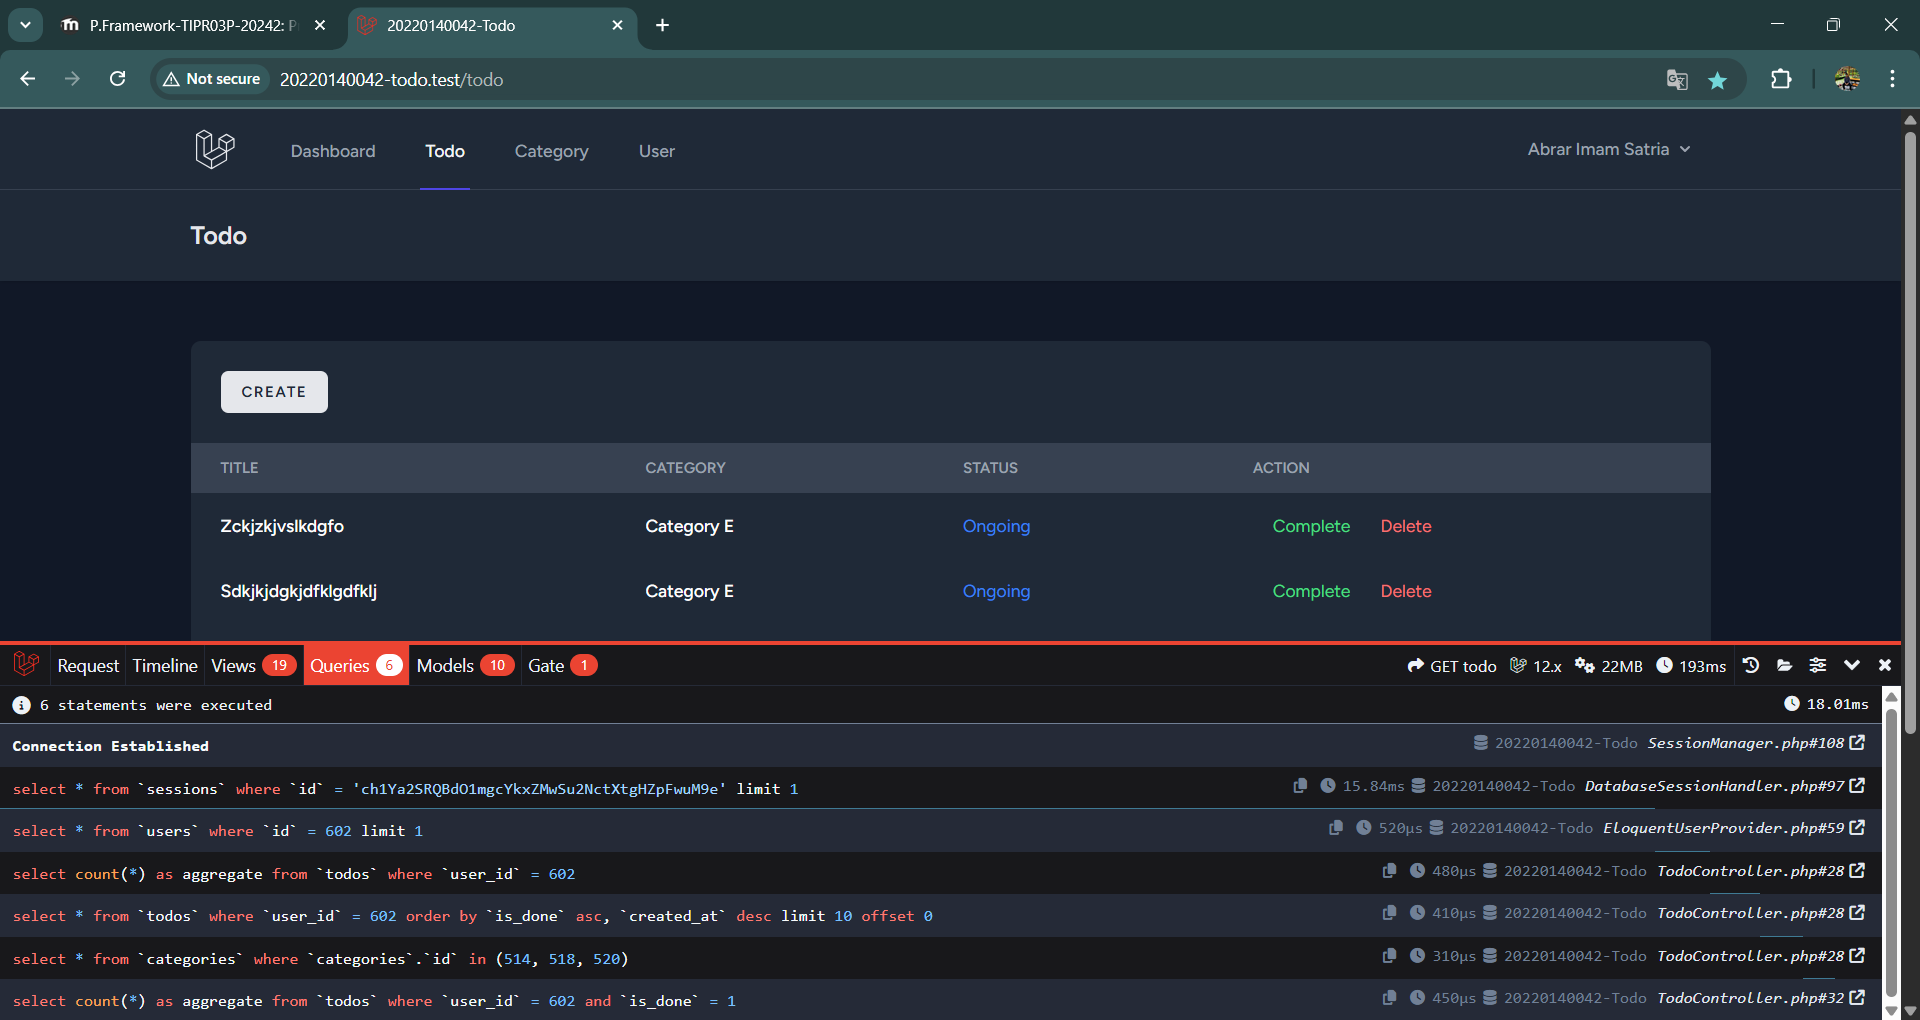 P.Framework-TIPR03P-20242: P
20220140042-Todo
Not secure
20220140042-todo.test/todo
Dashboard
Todo
Category
User
Abrar Imam Satria
Todo
CREATE
TITLE CATEGORY STATUS ACTION
Zckjzkjvslkdgfo Category E Ongoing Complete Delete
Sdkjkjdgkjdfklgdfklj Category E Ongoing Complete Delete
Request Timeline Views 19 Queries 6 Models 10 Gate 1 GET todo 12.x 22MB 193ms
6 statements were executed 18.01ms
Connection Established 20220140042-Todo SessionManager.php#108
select * from `sessions` where `id` = 'ch1Ya2SRQBdO1mgcYkxZMwSu2NctXtgHZpFwuM9e' limit 1 15.84ms 20220140042-Todo DatabaseSessionHandler.php#97
select * from `users` where `id` = 602 limit 1 520μs 20220140042-Todo EloquentUserProvider.php#59
select count(*) as aggregate from `todos` where `user_id` = 602 480μs 20220140042-Todo TodoController.php#28
select * from `todos` where `user_id` = 602 order by `is_done` asc, `created_at` desc limit 10 offset 0 410μs 20220140042-Todo TodoController.php#28
select * from `categories` where `categories`.`id` in (514, 518, 520) 310μs 20220140042-Todo TodoController.php#28
select count(*) as aggregate from `todos` where `user_id` = 602 and `is_done` = 1 450μs 20220140042-Todo TodoController.php#32